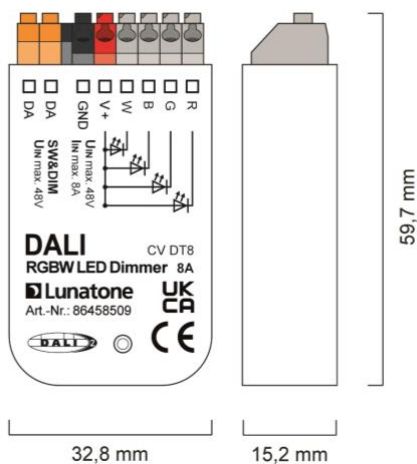 DA
DA
GND
V+
W
B
G
R
SW&DIM
UIN max. 48V
UIN max. 48V
IIN max. 8A
DALI CV DT8
RGBW LED Dimmer 8A
Lunatone UK
Art.-Nr.: 86458509 CA
DALI 2 CE
59,7 mm
32,8 mm
15,2 mm